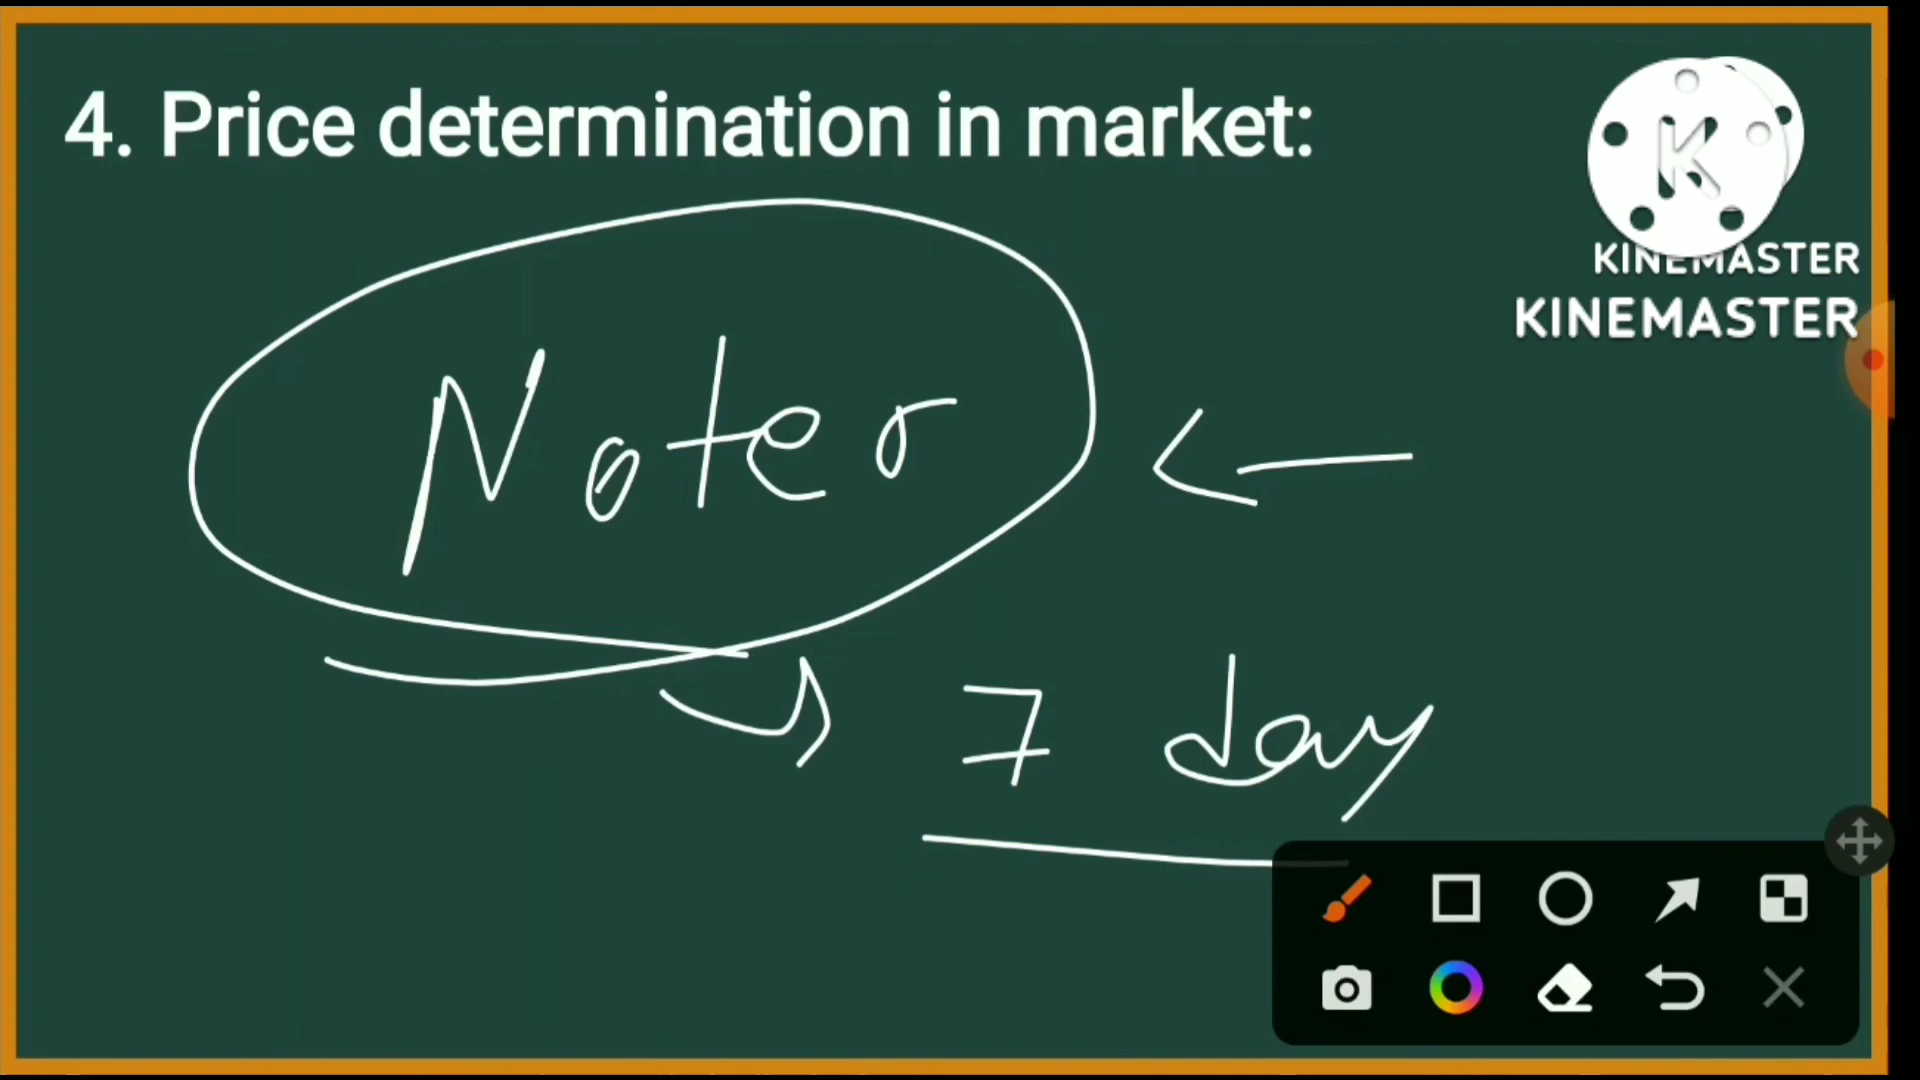 4. Price determination in market:
KINEMASTER
KINEMASTER
Noter
7 day